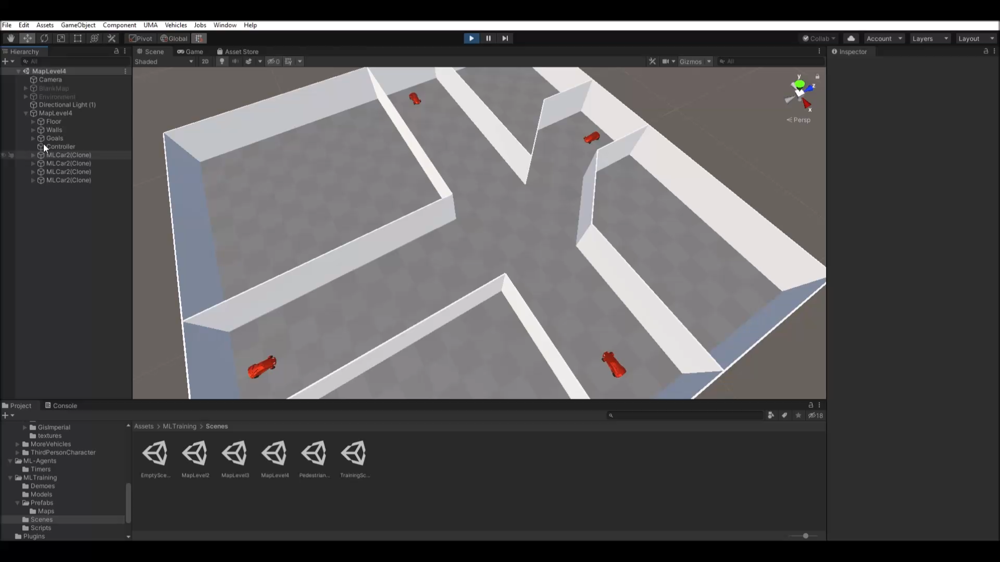 File Edit Assets GameObject Component UMA Vehicles Jobs Window Help
Pivot Global Collab Account Layers Layout
Hierarchy Scene Game Asset Store Inspector
All Shaded 2D 0 Gizmos All
MapLevel4
Camera
BlankMap
Environment
Directional Light (1)
MapLevel4
Floor
Walls
Goals
Controller
MLCar2(Clone)
MLCar2(Clone)
MLCar2(Clone)
MLCar2(Clone)
y
z
x
Persp
Project Console
18
GisImperial
textures
MoreVehicles
ThirdPersonCharacter
ML-Agents
Timers
MLTraining
Demoes
Models
Prefabs
Maps
Scenes
Scripts
Plugins
Assets > MLTraining > Scenes
EmptySce... MapLevel2 MapLevel3 MapLevel4 Pedestrian... TrainingSc...